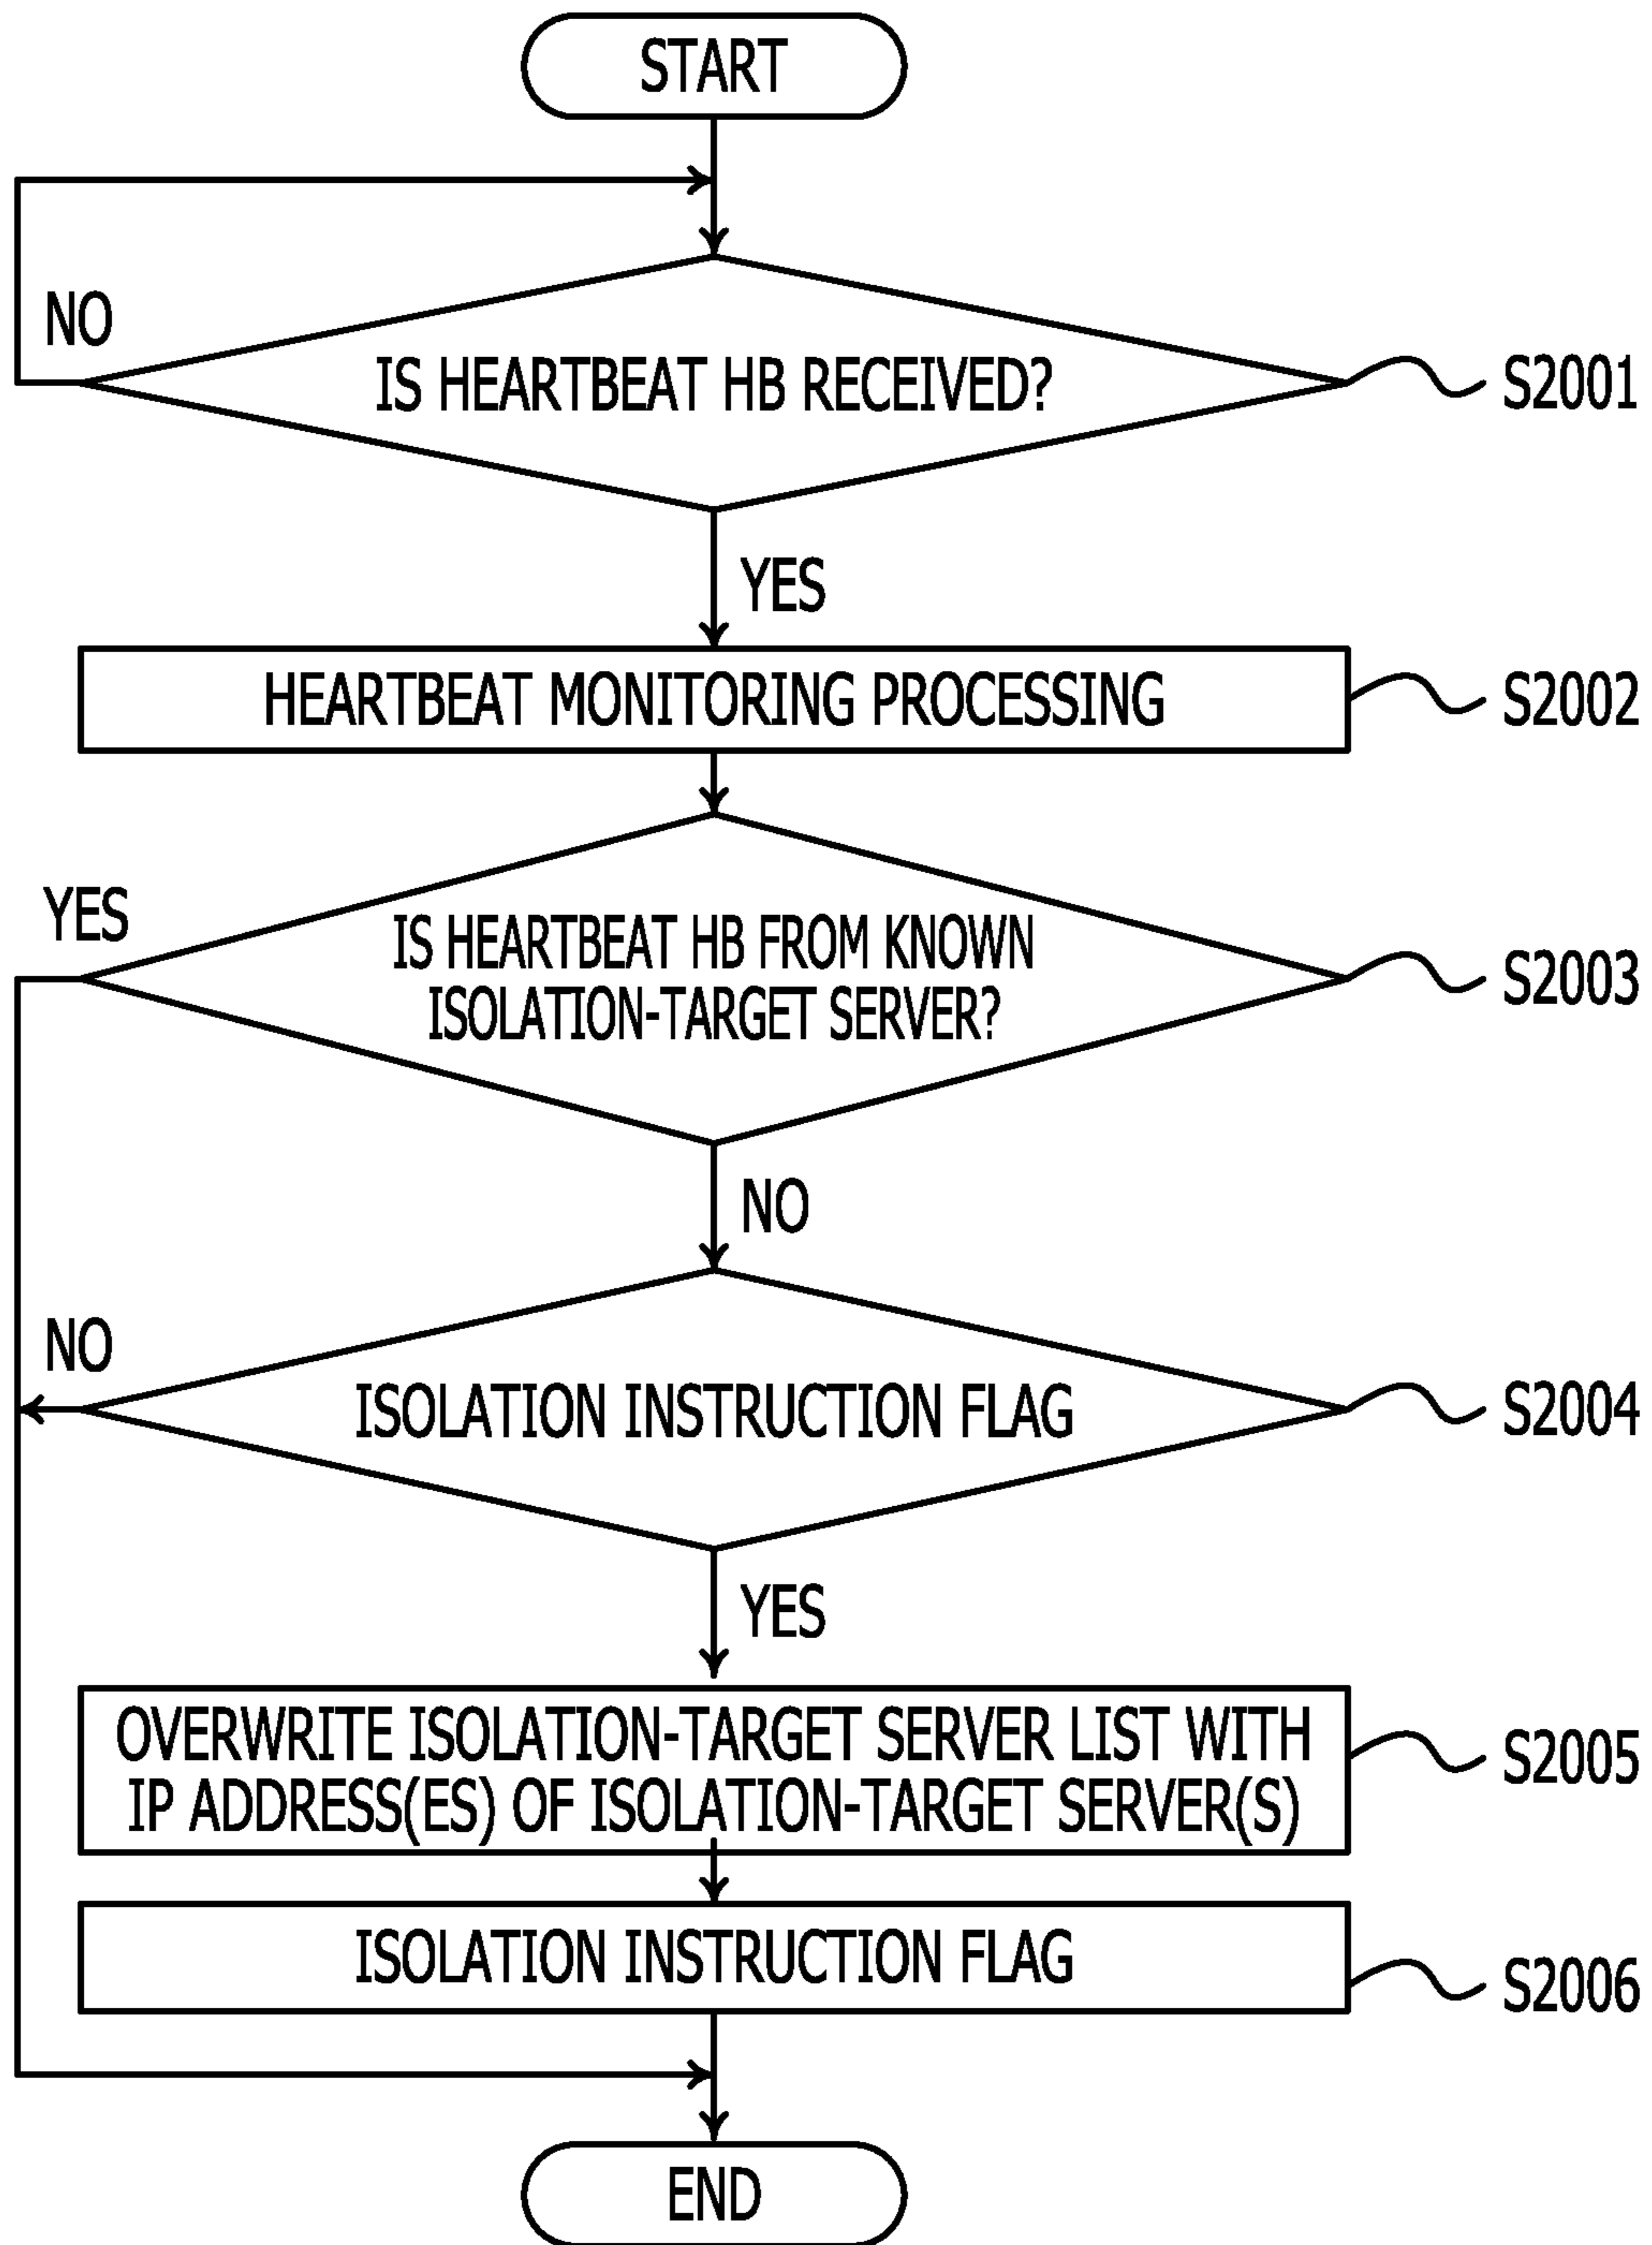 START
NO
IS HEARTBEAT HB RECEIVED?
S2001
YES
HEARTBEAT MONITORING PROCESSING
S2002
YES
IS HEARTBEAT HB FROM KNOWN
ISOLATION-TARGET SERVER?
S2003
NO
NO
ISOLATION INSTRUCTION FLAG
S2004
YES
OVERWRITE ISOLATION-TARGET SERVER LIST WITH
IP ADDRESS(ES) OF ISOLATION-TARGET SERVER(S)
S2005
ISOLATION INSTRUCTION FLAG
S2006
END